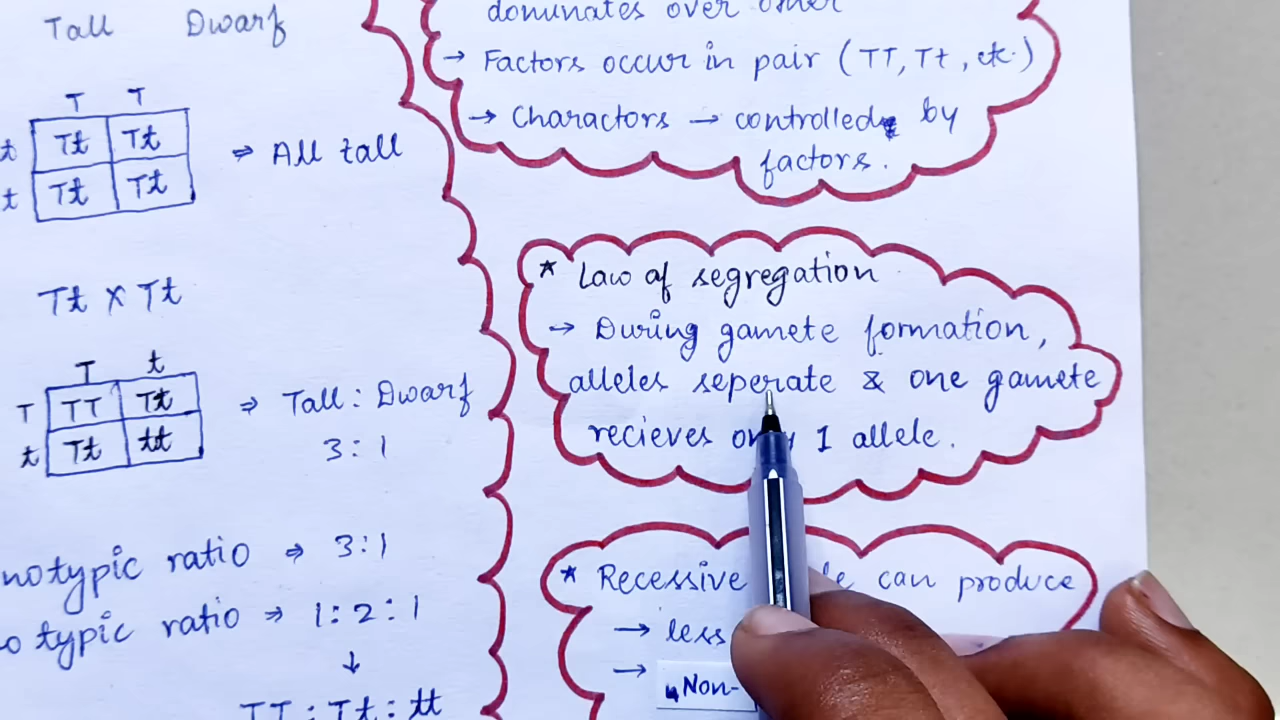 Tall Dwarf
T T
t Tt Tt
t Tt Tt
⇒ All tall
Tt X Tt
T t
T TT Tt
t Tt tt
⇒ Tall : Dwarf
3 : 1
notypic ratio ⇒ 3:1
o typic ratio ⇒ 1:2:1
↓
TT : Tt : tt
dominates over other
→ Factors occur in pair (TT, Tt, etc.)
→ Charactors → controlled by
factors.
* Law of segregation
→ During gamete formation,
alleles seperate & one gamete
recieves 1 allele.
* Recessive can produce
→ less
→
Non-